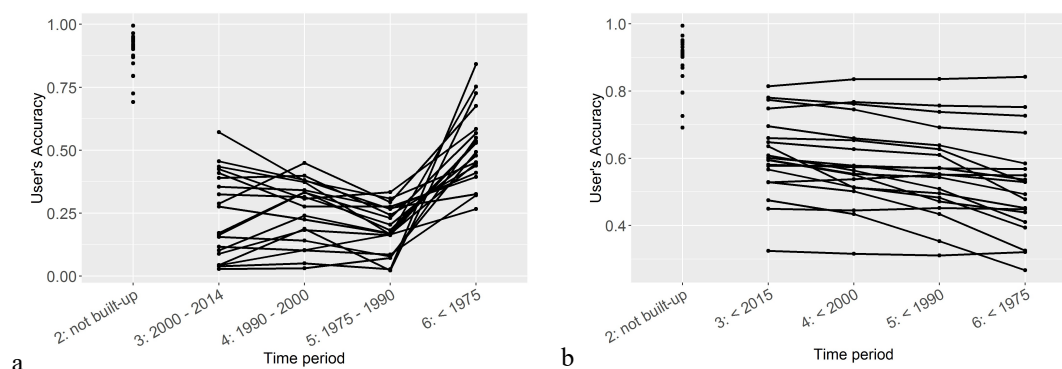 1.00
0.75
0.50
0.25
0.00
User's Accuracy
2: not built-up
3: 2000 - 2014
4: 1990 - 2000
5: 1975 - 1990
6: < 1975
Time period
a
1.0
0.8
0.6
0.4
User's Accuracy
2: not built-up
3: < 2015
4: < 2000
5: < 1990
6: < 1975
Time period
b